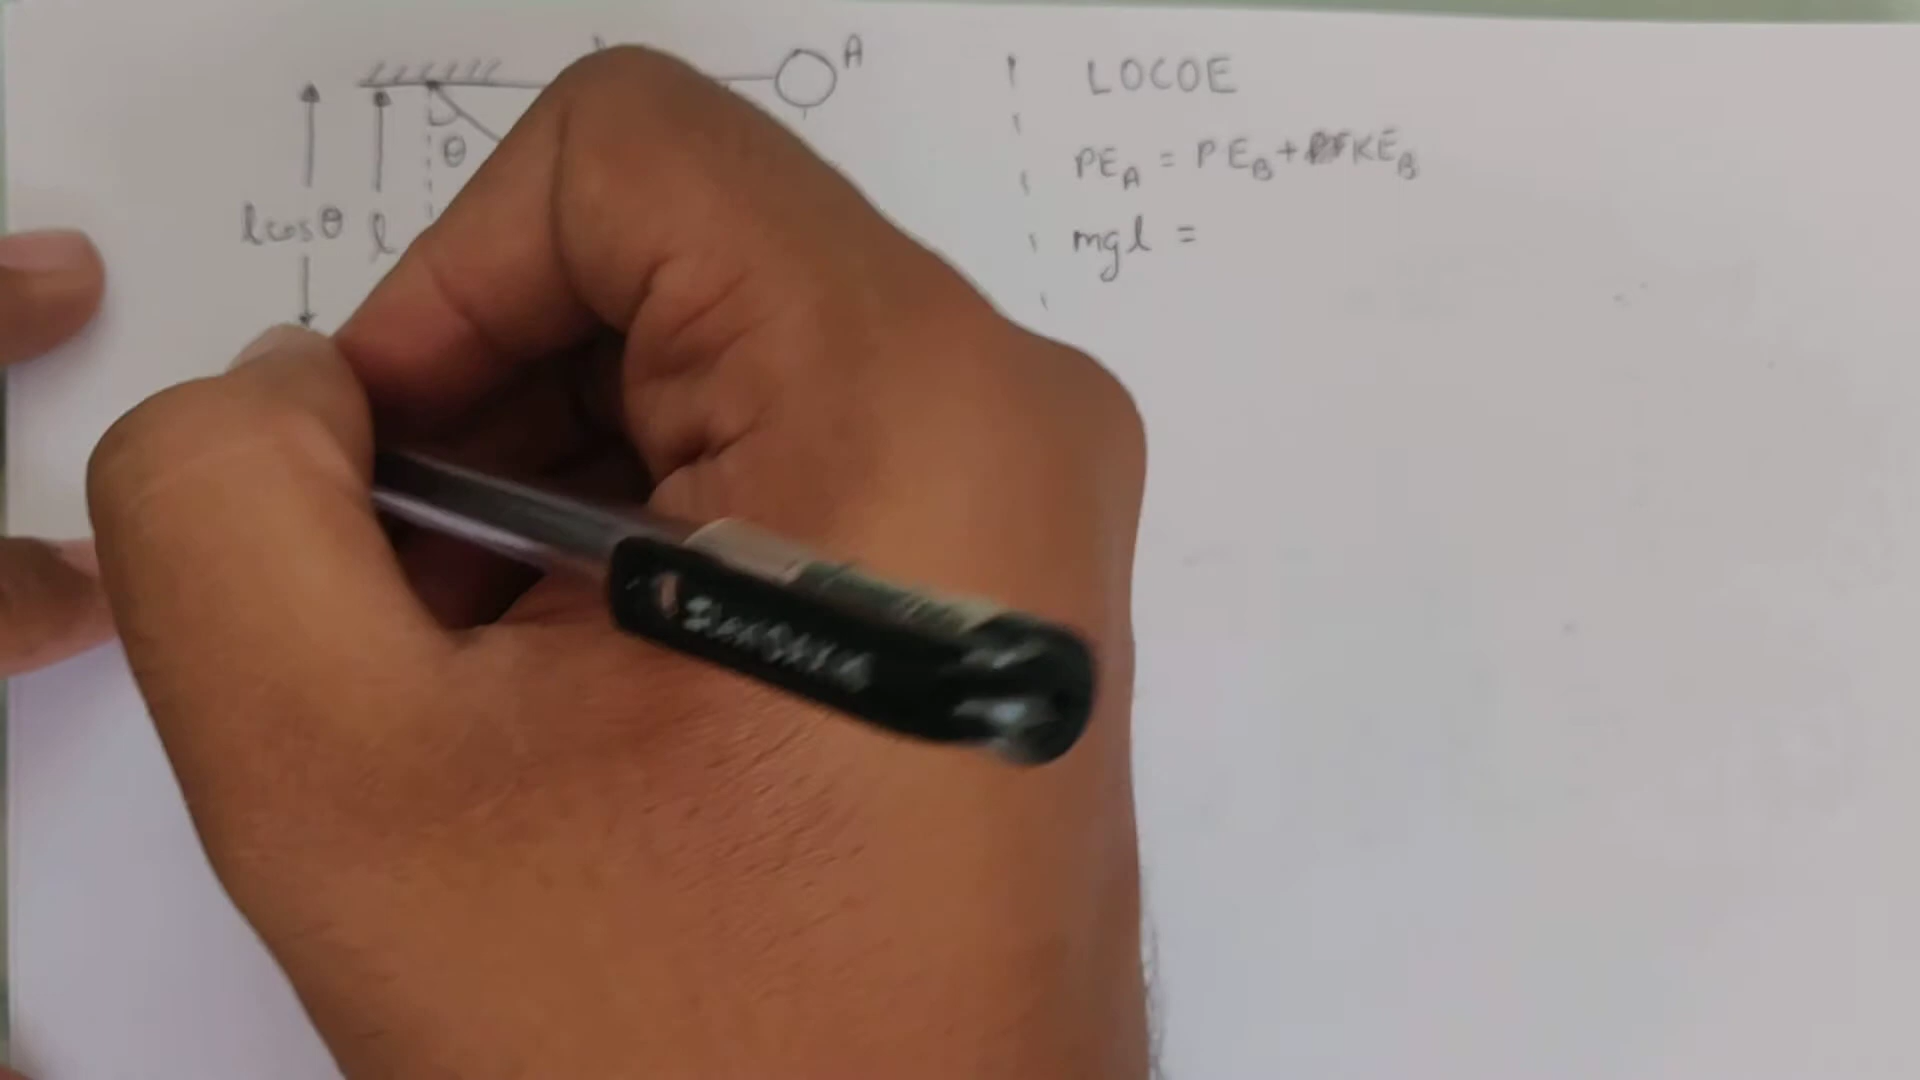 A
θ
l cos θ
l
LOCOE
PE_A = PE_B + KE_B
mgl =